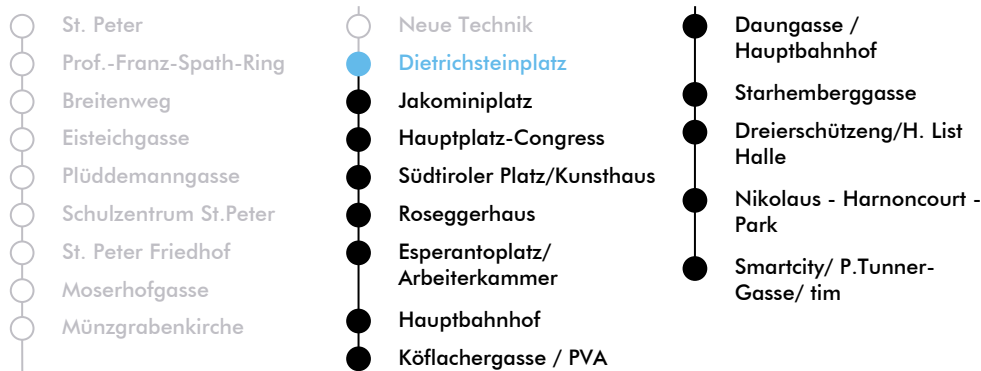 St. Peter
Prof.-Franz-Spath-Ring
Breitenweg
Eisteichgasse
Plüddemanngasse
Schulzentrum St.Peter
St. Peter Friedhof
Moserhofgasse
Münzgrabenkirche
Neue Technik
Dietrichsteinplatz
Jakominiplatz
Hauptplatz-Congress
Südtiroler Platz/Kunsthaus
Roseggerhaus
Esperantoplatz/
Arbeiterkammer
Hauptbahnhof
Köflachergasse / PVA
Daungasse /
Hauptbahnhof
Starhemberggasse
Dreierschützeng/H. List
Halle
Nikolaus - Harnoncourt -
Park
Smartcity/ P.Tunner-
Gasse/ tim